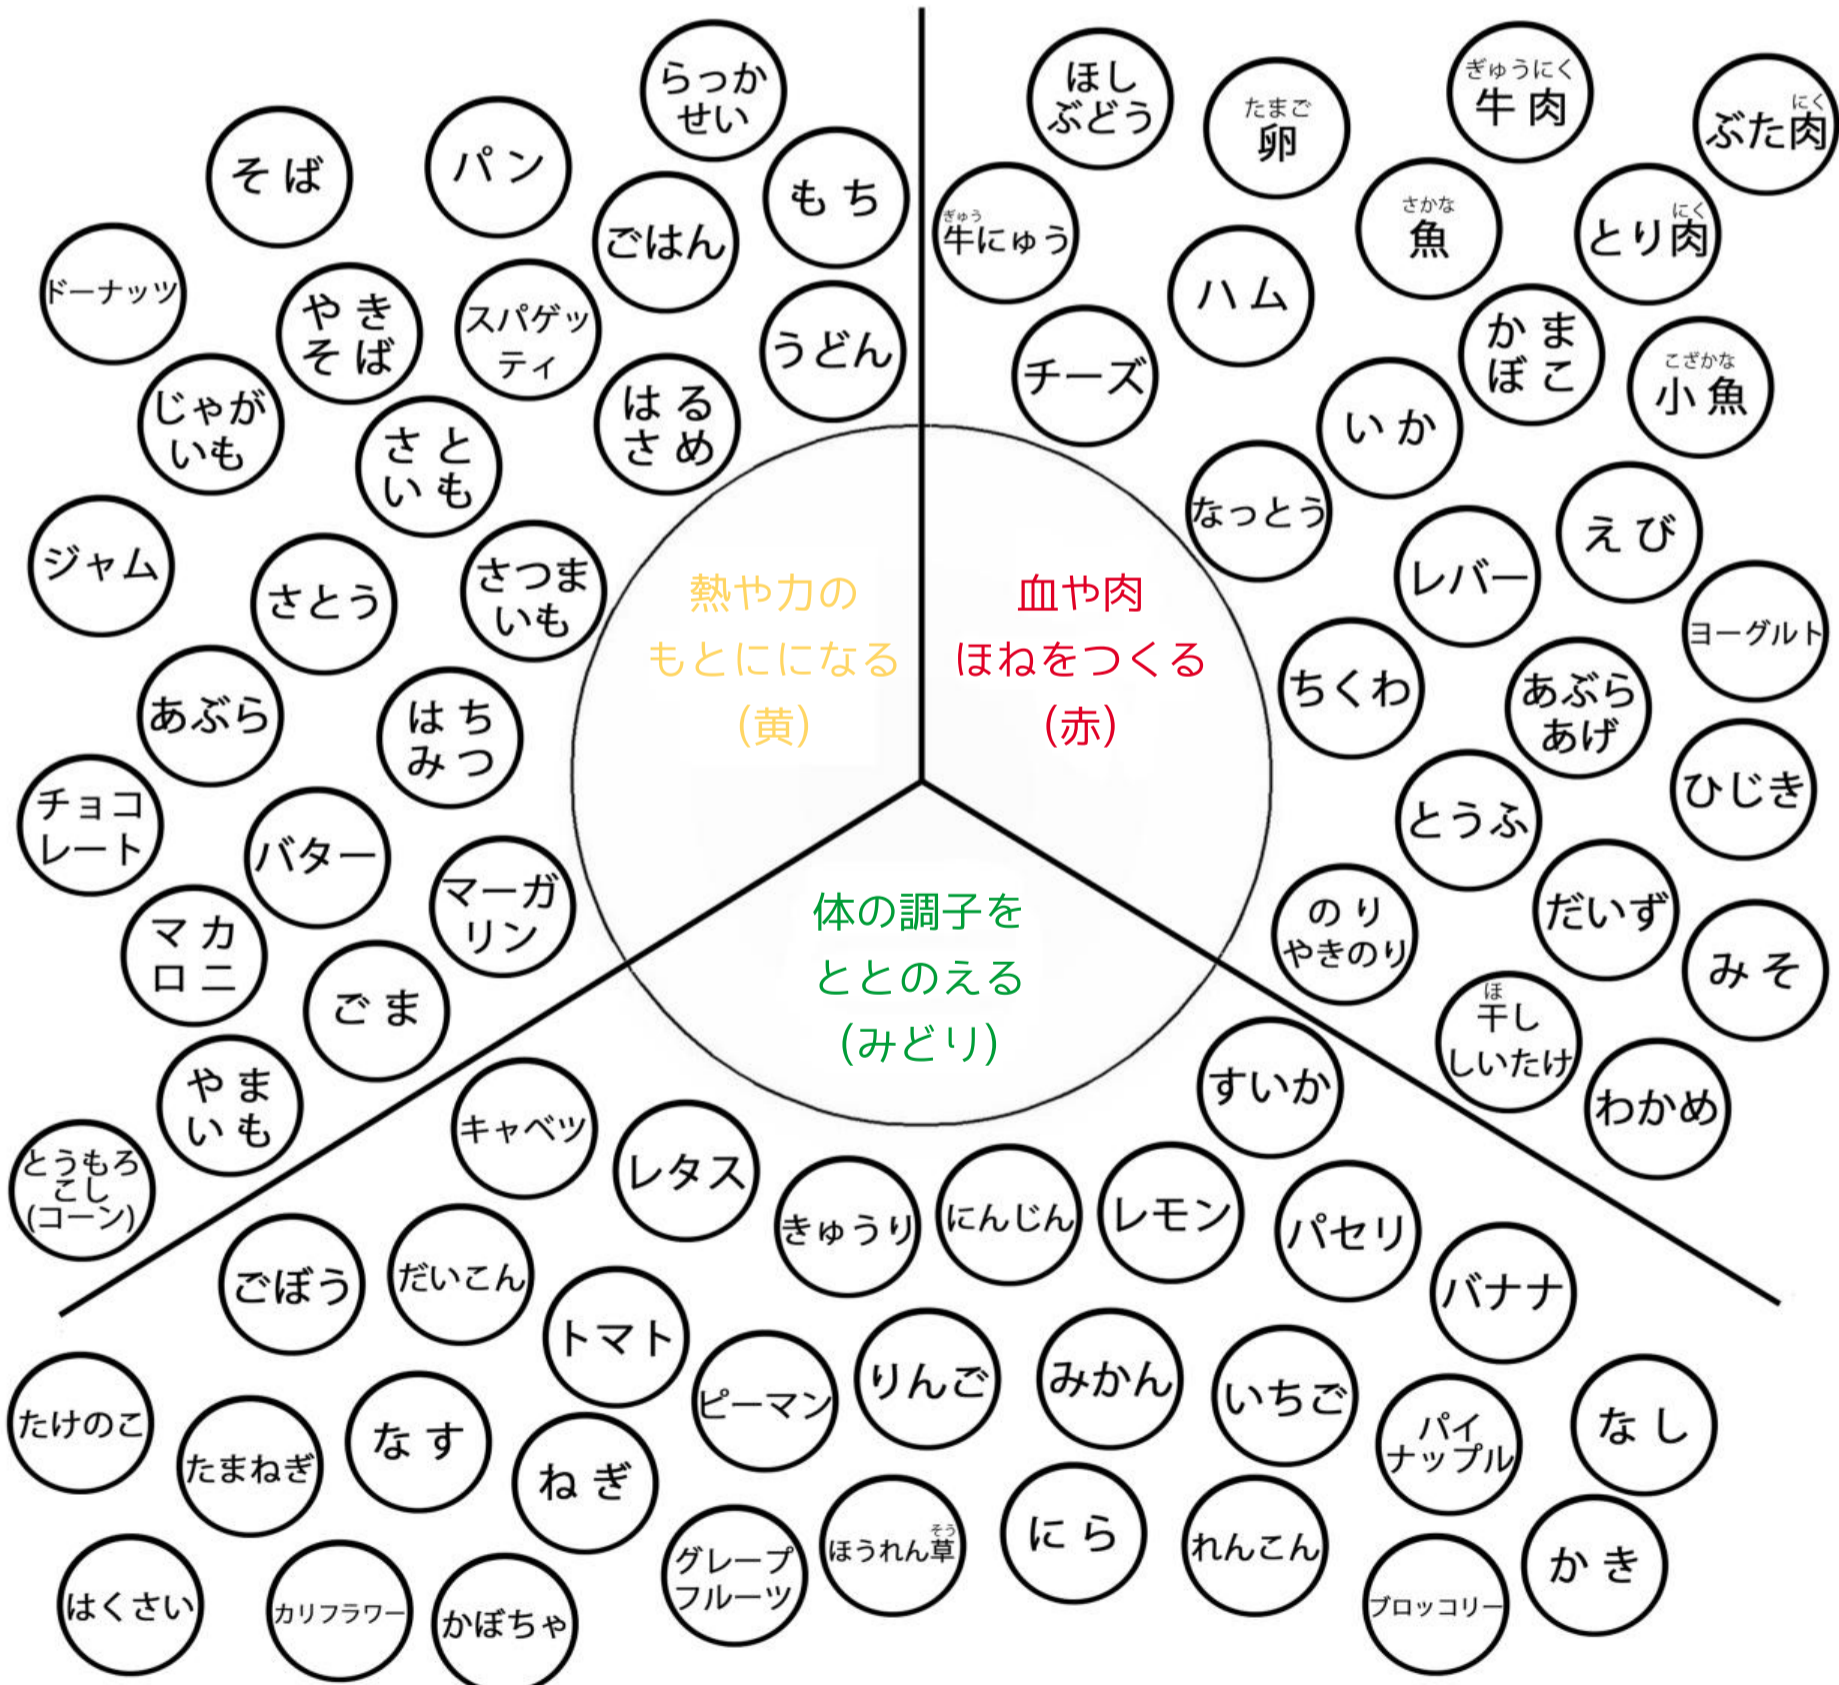 らっか
せい
そば
パン
もち
ごはん
ドーナッツ
やき
そば
スパゲッ
ティ
うどん
じゃが
いも
さと
いも
はる
さめ
ジャム
さとう
さつま
いも
あぶら
はち
みつ
チョコ
レート
バター
マーガ
リン
マカ
ロニ
ごま
やま
いも
とうもろ
こし
(コーン)
熱や力の
もとにになる
(黄)
ほし
ぶどう
たまご
卵
ぎゅうにく
牛肉
にく
ぶた肉
ぎゅう
牛にゅう
さかな
魚
にく
とり肉
ハム
チーズ
かま
ぼこ
こざかな
小魚
いか
なっとう
えび
レバー
ヨーグルト
ちくわ
あぶら
あげ
ひじき
とうふ
のり
やきのり
だいず
みそ
ほ
干し
しいたけ
わかめ
血や肉
ほねをつくる
(赤)
体の調子を
ととのえる
(みどり)
すいか
キャベツ
レタス
きゅうり
にんじん
レモン
パセリ
バナナ
ごぼう
だいこん
トマト
ピーマン
りんご
みかん
いちご
パイ
ナップル
なし
たけのこ
たまねぎ
なす
ねぎ
グレープ
フルーツ
そう
ほうれん草
にら
れんこん
ブロッコリー
かき
はくさい
カリフラワー
かぼちゃ